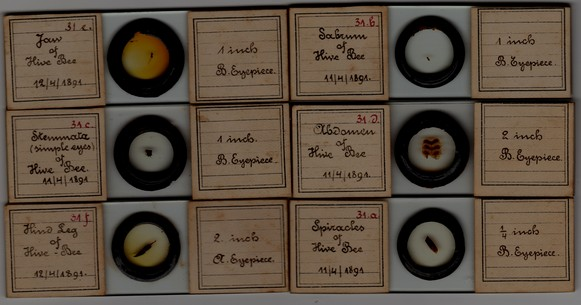 31.e.
Jaw
of
Hive Bee
12/4/1891.
1 inch
B. Eyepiece.
31.b.
Labrum
of
Hive Bee
11/4/1891.
1 inch
B. Eyepiece.
31.c.
Stemmata
(simple eyes)
of
Hive Bee.
11/4/1891
1 inch.
B. Eyepiece.
31.d.
Abdomen
of
Hive Bee
11/4/1891.
2 inch
B. Eyepiece.
31.f.
Hind Leg
of
Hive-Bee
12/4/1891.
2. inch
A. Eyepiece.
31.a.
Spiracles
of
Hive Bee
11/4/1891.
1/4 inch
B. Eyepiece.